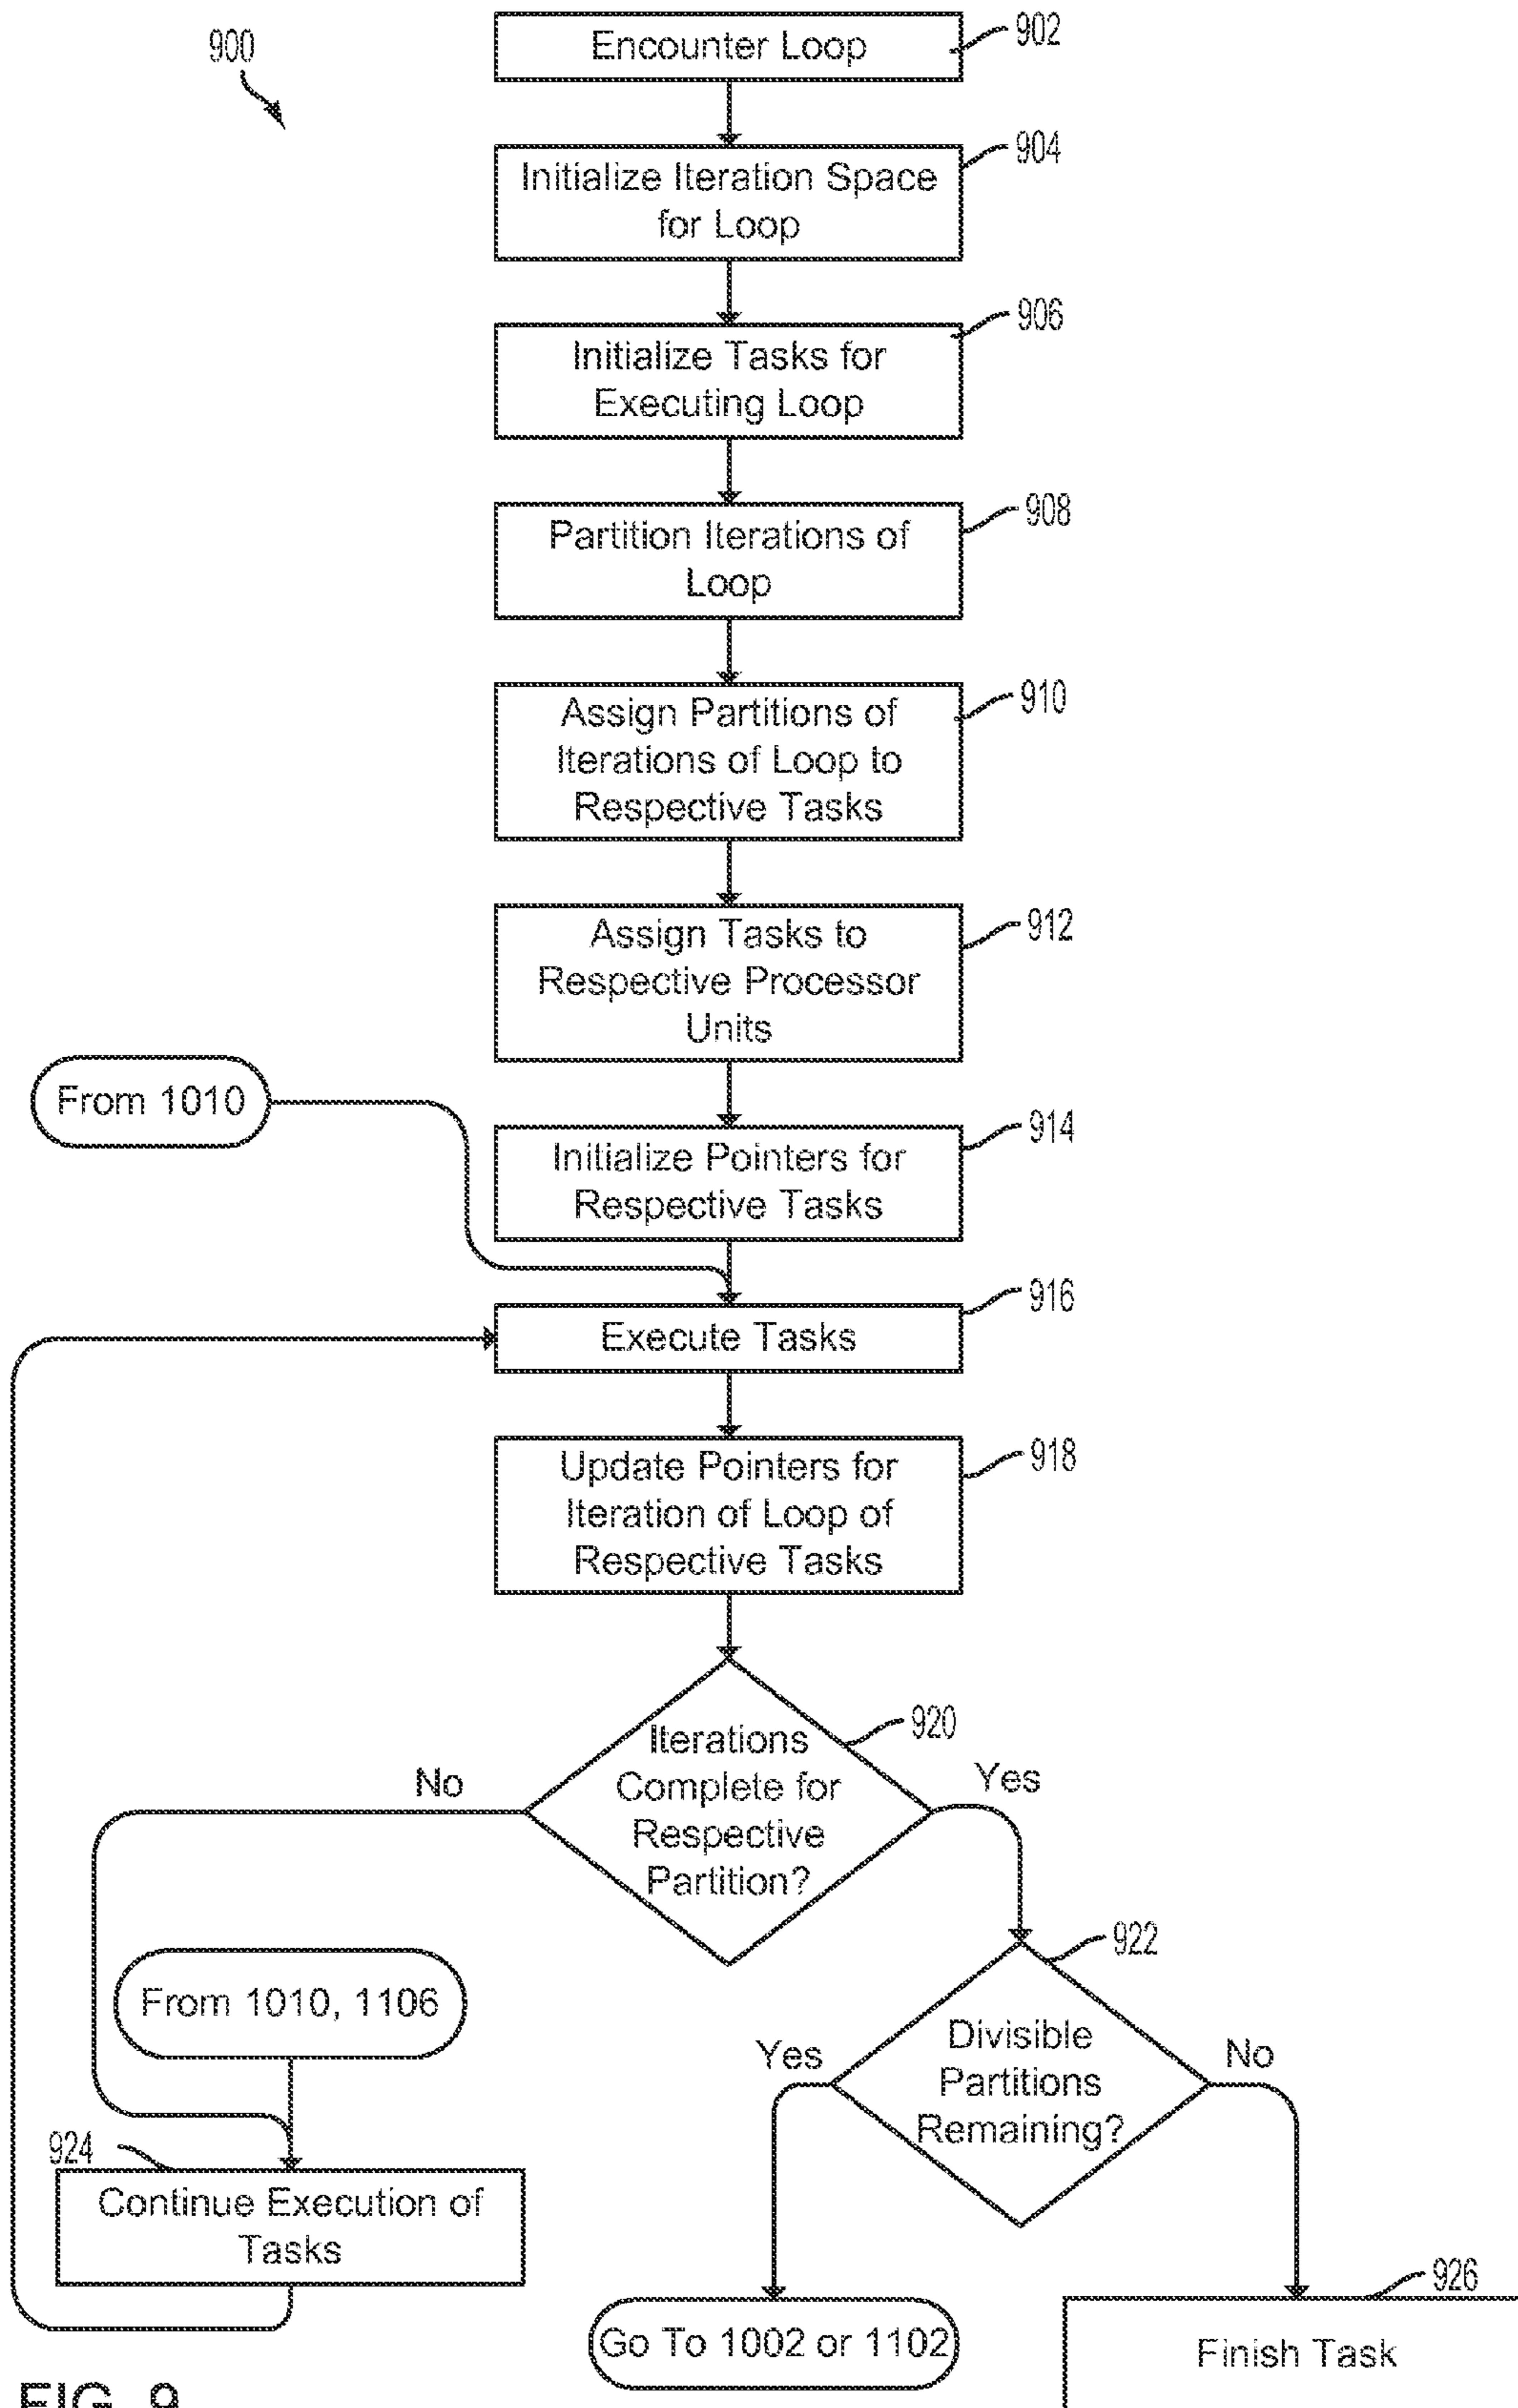 900
Encounter Loop
902
Initialize Iteration Space
for Loop
904
Initialize Tasks for
Executing Loop
906
Partition Iterations of
Loop
908
Assign Partitions of
Iterations of Loop to
Respective Tasks
910
Assign Tasks to
Respective Processor
Units
912
From 1010
Initialize Pointers for
Respective Tasks
914
Execute Tasks
916
Update Pointers for
Iteration of Loop of
Respective Tasks
918
Iterations
Complete for
Respective
Partition?
920
No
Yes
From 1010, 1106
Divisible
Partitions
Remaining?
922
Yes
No
924
Continue Execution of
Tasks
Go To 1002 or 1102
926
Finish Task
FIG. 9